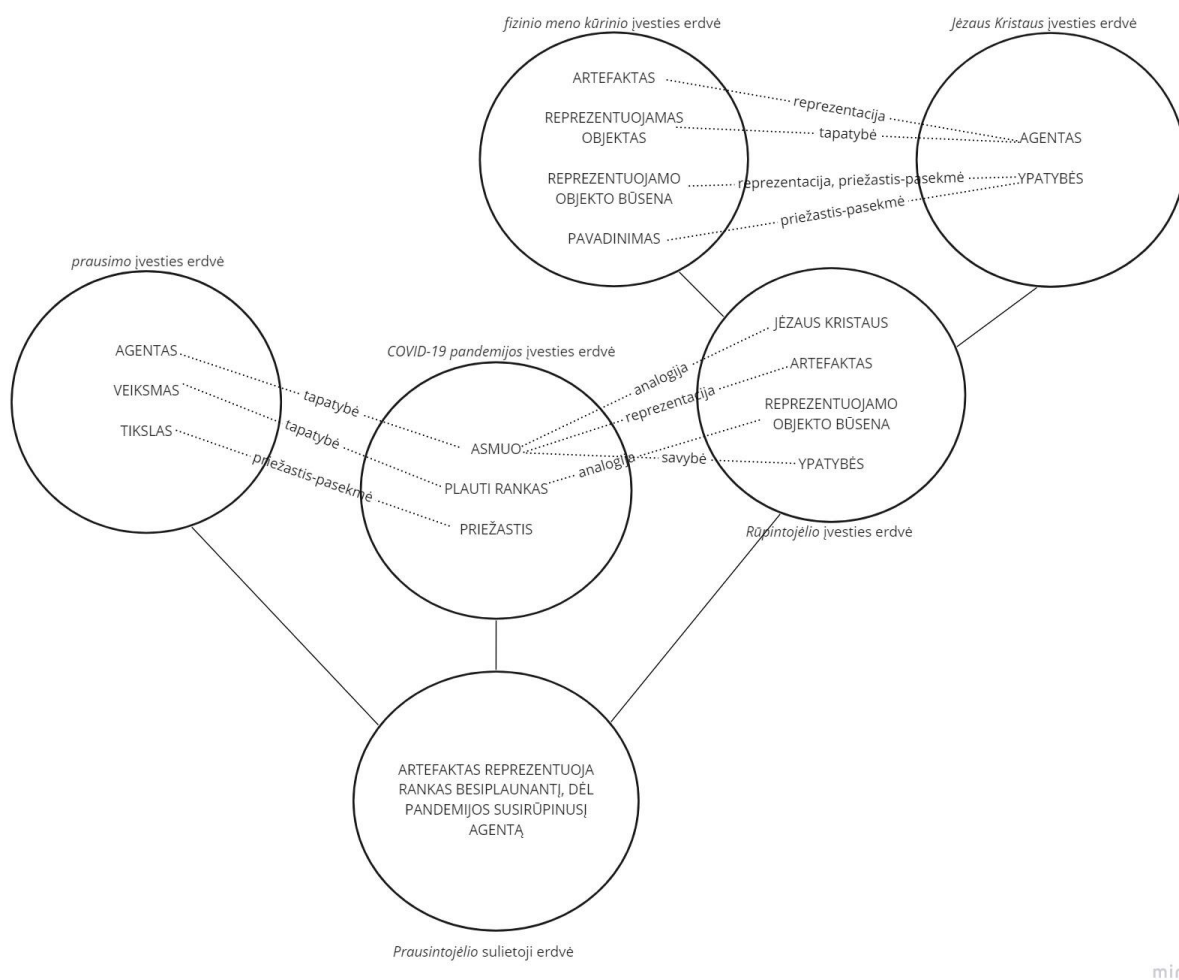 fizinio meno kūrinio įvesties erdvė
Jėzaus Kristaus įvesties erdvė
ARTEFAKTAS
reprezentacija
REPREZENTUOJAMAS
OBJEKTAS
tapatybė
AGENTAS
REPREZENTUOJAMO
OBJEKTO BŪSENA
reprezentacija, priežastis-pasekmė
YPATYBĖS
PAVADINIMAS
priežastis-pasekmė
prausimo įvesties erdvė
AGENTAS
VEIKSMAS
TIKSLAS
tapatybė
tapatybė
priežastis-pasekmė
COVID-19 pandemijos įvesties erdvė
ASMUO
PLAUTI RANKAS
PRIEŽASTIS
analogija
reprezentacija
analogija
savybė
JĖZAUS KRISTAUS
ARTEFAKTAS
REPREZENTUOJAMO
OBJEKTO BŪSENA
YPATYBĖS
Rūpintojėlio įvesties erdvė
ARTEFAKTAS REPREZENTUOJA
RANKAS BESIPLAUNANTĮ, DĖL
PANDEMIJOS SUSIRŪPINUSĮ
AGENTĄ
Prausintojėlio sulietoji erdvė